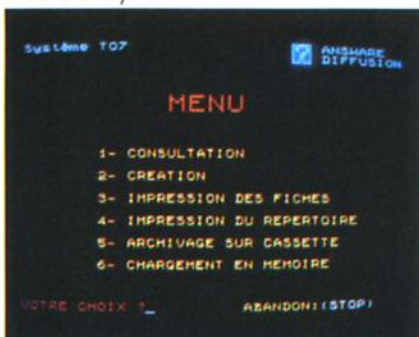 Système TO7
ANSWARE
DIFFUSION
MENU
1- CONSULTATION
2- CREATION
3- IMPRESSION DES FICHES
4- IMPRESSION DU REPERTOIRE
5- ARCHIVAGE SUR CASSETTE
6- CHARGEMENT EN MEMOIRE
VOTRE CHOIX ?_
ABANDON:(STOP)